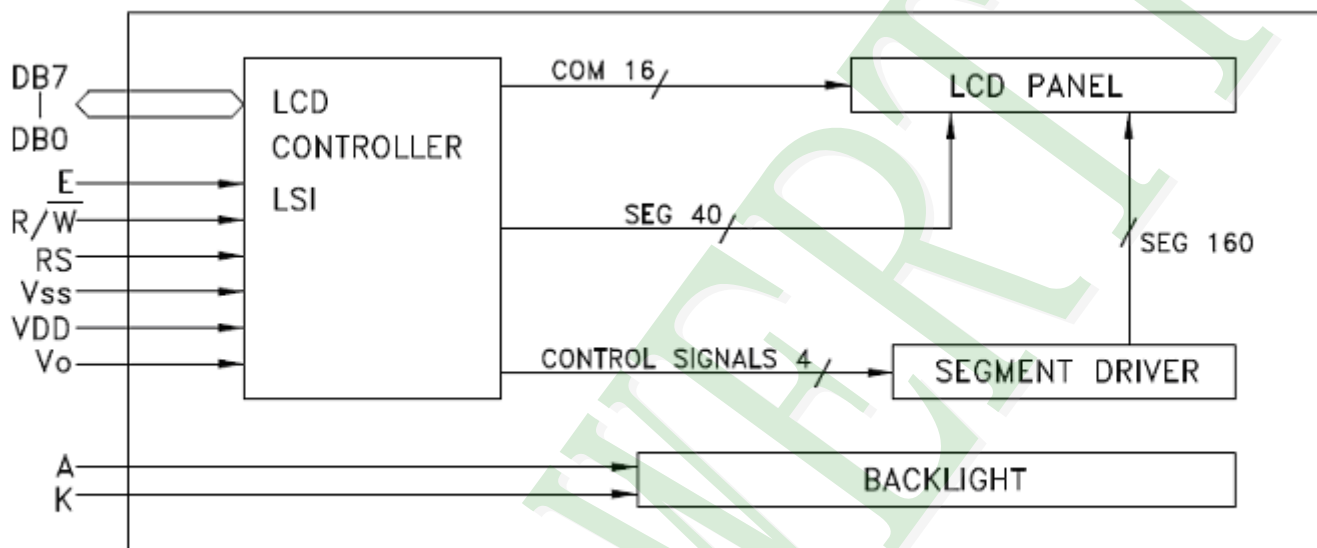 DB7
DB0
E
R/W̅
RS
Vss
VDD
Vo
A
K
LCD
CONTROLLER
LSI
COM 16
SEG 40
CONTROL SIGNALS 4
LCD PANEL
SEG 160
SEGMENT DRIVER
BACKLIGHT
WERT